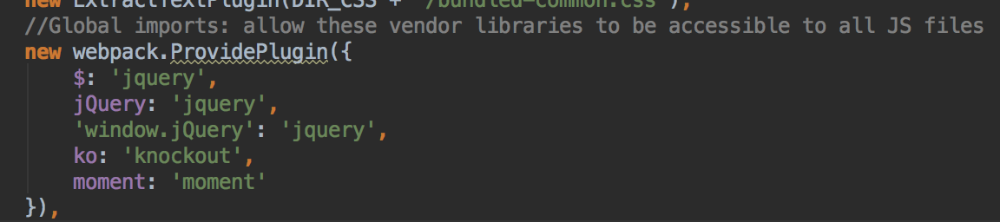 new ExtractTextPlugin(DIR_CSS + '/bundled-common.css'),
//Global imports: allow these vendor libraries to be accessible to all JS files
new webpack.ProvidePlugin({
$: 'jquery',
jQuery: 'jquery',
'window.jQuery': 'jquery',
ko: 'knockout',
moment: 'moment'
}),